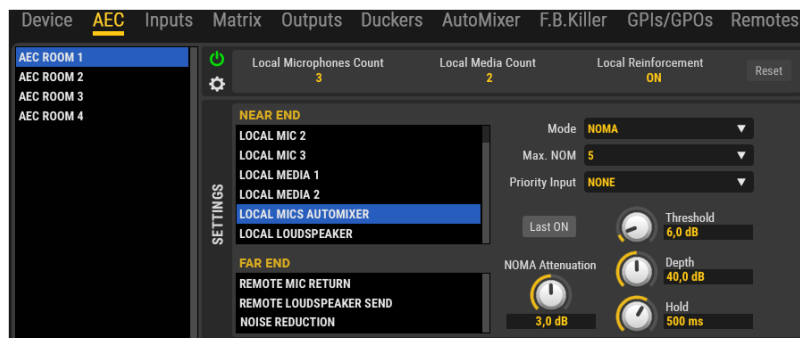 Device AEC Inputs Matrix Outputs Duckers AutoMixer F.B.Killer GPIs/GPOs Remotes
AEC ROOM 1
AEC ROOM 2
AEC ROOM 3
AEC ROOM 4
Local Microphones Count
3
Local Media Count
2
Local Reinforcement
ON
Reset
SETTINGS
NEAR END
LOCAL MIC 2
LOCAL MIC 3
LOCAL MEDIA 1
LOCAL MEDIA 2
LOCAL MICS AUTOMIXER
LOCAL LOUDSPEAKER
FAR END
REMOTE MIC RETURN
REMOTE LOUDSPEAKER SEND
NOISE REDUCTION
Mode NOMA
Max. NOM 5
Priority Input NONE
Last ON
Threshold
6,0 dB
NOMA Attenuation
3,0 dB
Depth
40,0 dB
Hold
500 ms